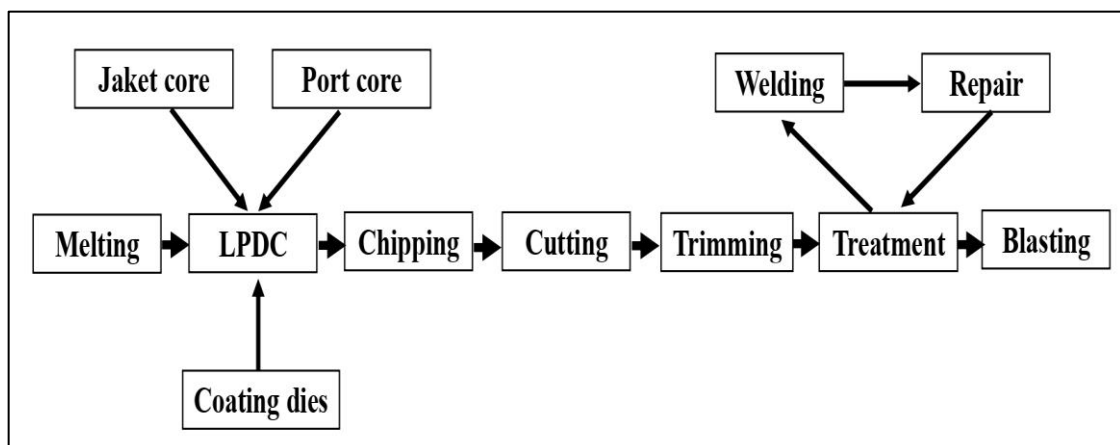 Jaket core
Port core
Welding
Repair
Melting
LPDC
Chipping
Cutting
Trimming
Treatment
Blasting
Coating dies